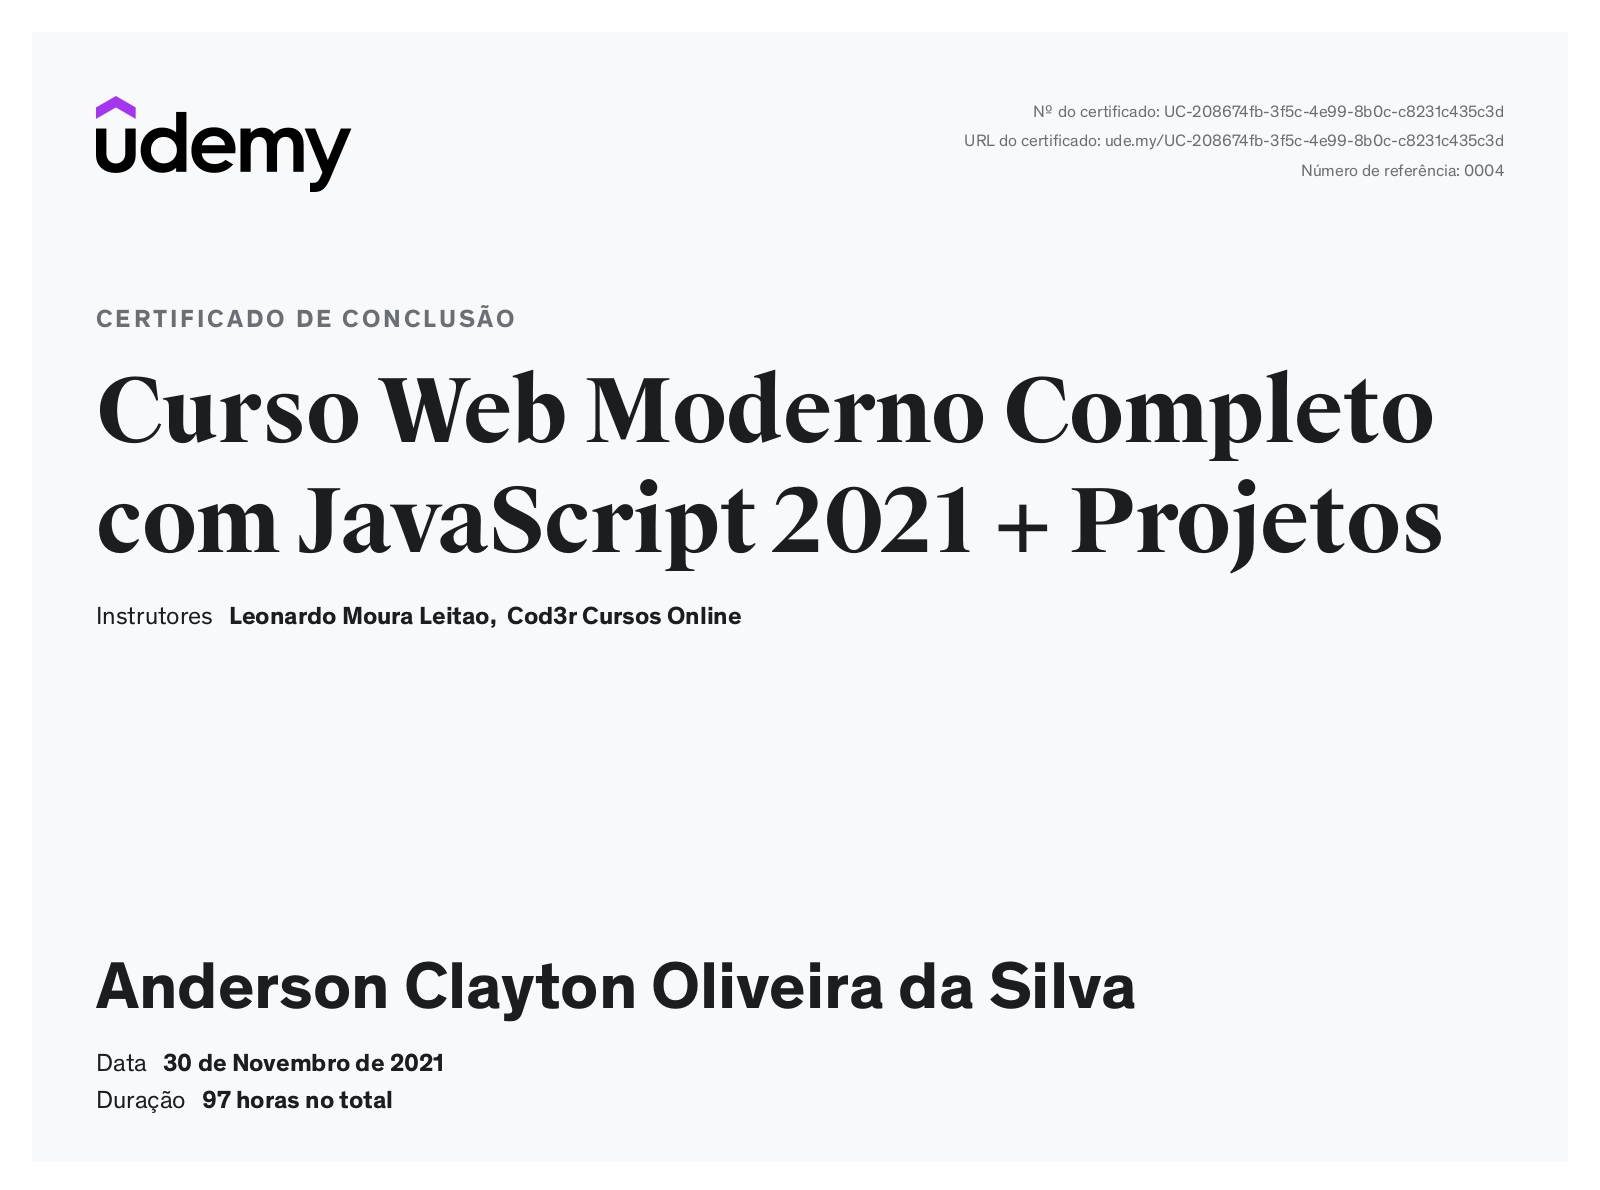 udemy
Nº do certificado: UC-208674fb-3f5c-4e99-8b0c-c8231c435c3d
URL do certificado: ude.my/UC-208674fb-3f5c-4e99-8b0c-c8231c435c3d
Número de referência: 0004
CERTIFICADO DE CONCLUSÃO
Curso Web Moderno Completo
com JavaScript 2021 + Projetos
Instrutores Leonardo Moura Leitao, Cod3r Cursos Online
Anderson Clayton Oliveira da Silva
Data 30 de Novembro de 2021
Duração 97 horas no total